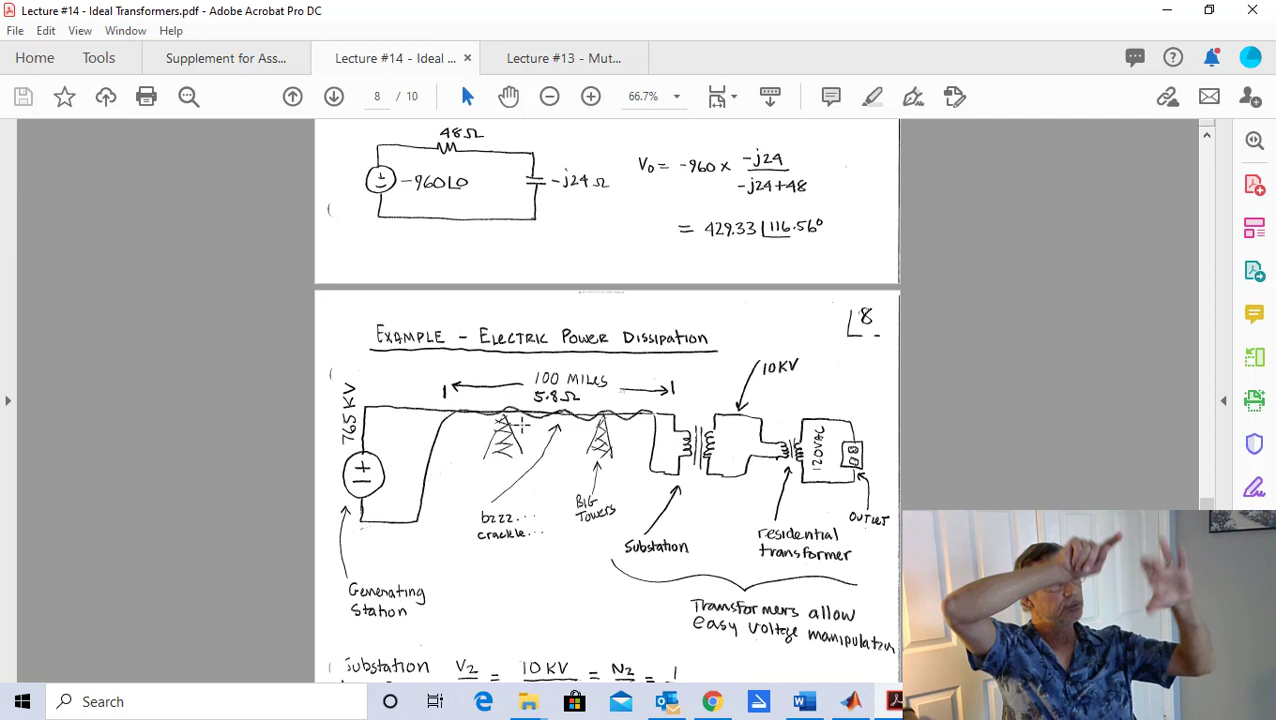 Lecture #14 - Ideal Transformers.pdf - Adobe Acrobat Pro DC
File Edit View Window Help
Home Tools Supplement for Ass... Lecture #14 - Ideal ... × Lecture #13 - Mut...
8 / 10 66.7%
48Ω
-960∠0
-j24 Ω
V₀ = -960 × -j24 / -j24+48
= 429.33 ∠116.56°
8
EXAMPLE - ELECTRIC POWER DISSIPATION
100 MILES
5.8Ω
10KV
765 KV
120VAC
bzzz...
crackle...
BIG
TOWERS
Substation
residential
transformer
OUTLET
Generating
Station
Transformers allow
easy voltage manipulation
Substation V₂ = 10KV = N₂ = 1
Search